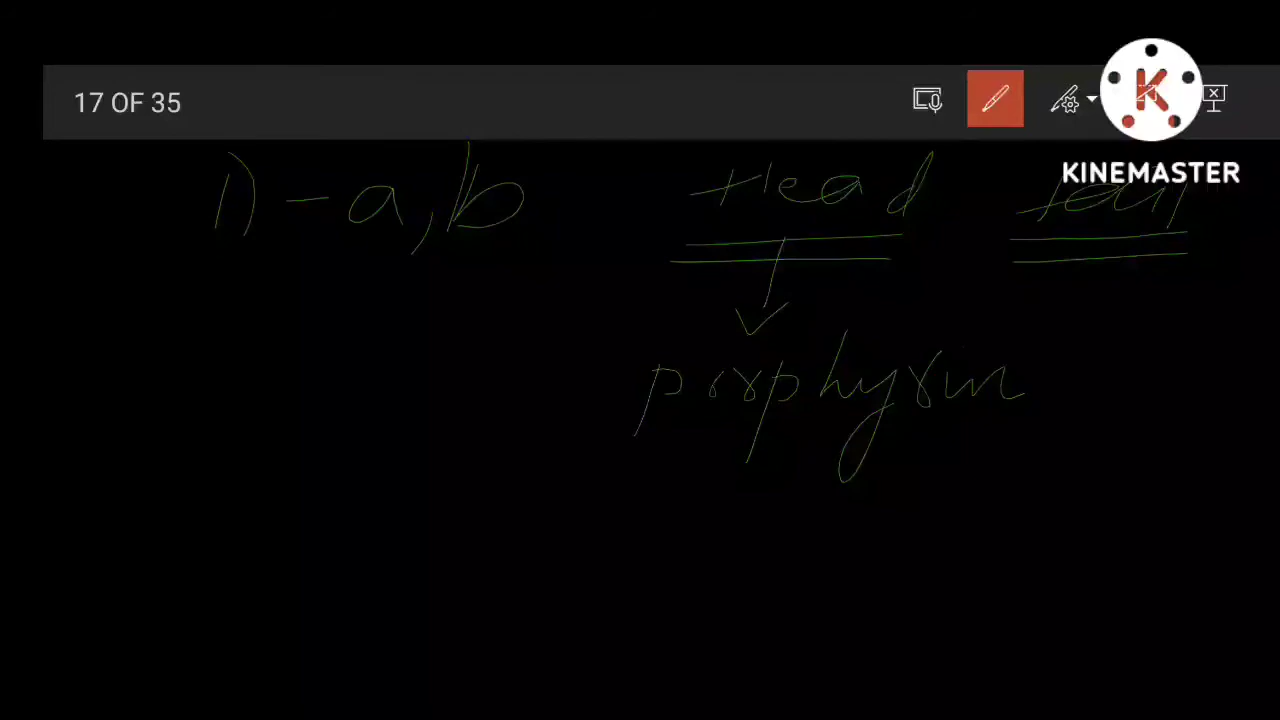 17 OF 35
KINEMASTER
1) - a, b Head tail
porphyrin